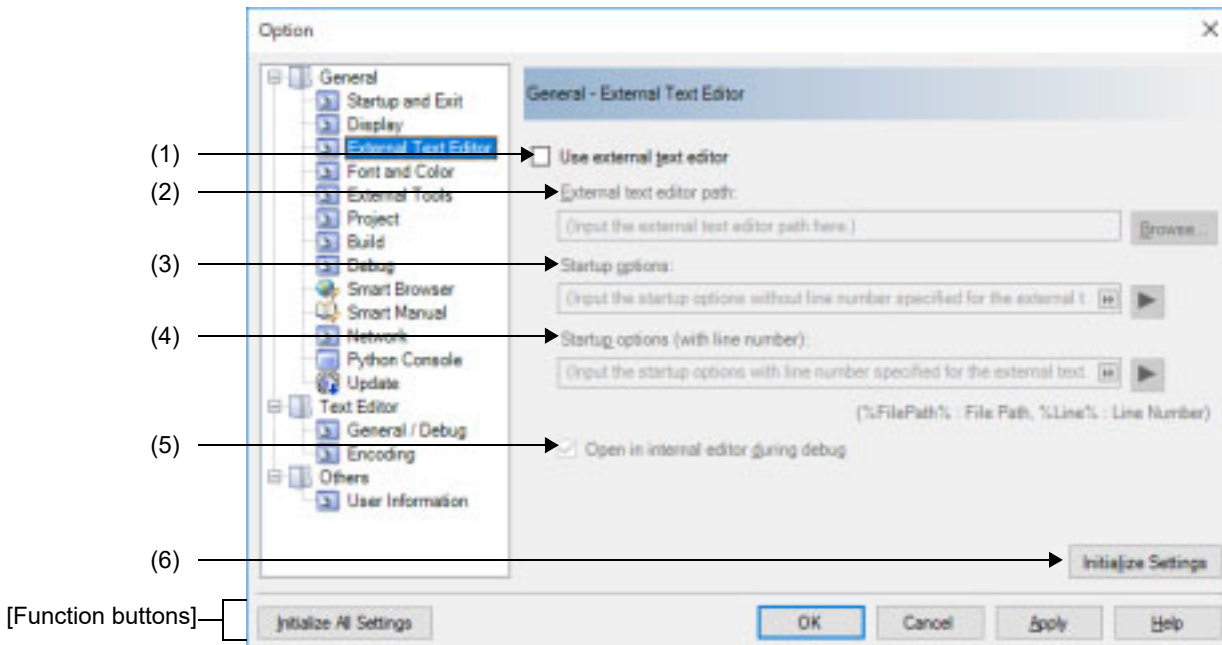 Option
General
Startup and Exit
Display
External Text Editor
Font and Color
External Tools
Project
Build
Debug
Smart Browser
Smart Manual
Network
Python Console
Update
Text Editor
General / Debug
Encoding
Others
User Information
General - External Text Editor
(1)
Use external text editor
(2)
External text editor path:
(Input the external text editor path here.)
Browse...
(3)
Startup options:
(Input the startup options without line number specified for the external t
(4)
Startup options (with line number):
(Input the startup options with line number specified for the external text
(%FilePath% : File Path, %Line% : Line Number)
(5)
Open in internal editor during debug
(6)
Initialize Settings
[Function buttons]
Initialize All Settings
OK
Cancel
Apply
Help